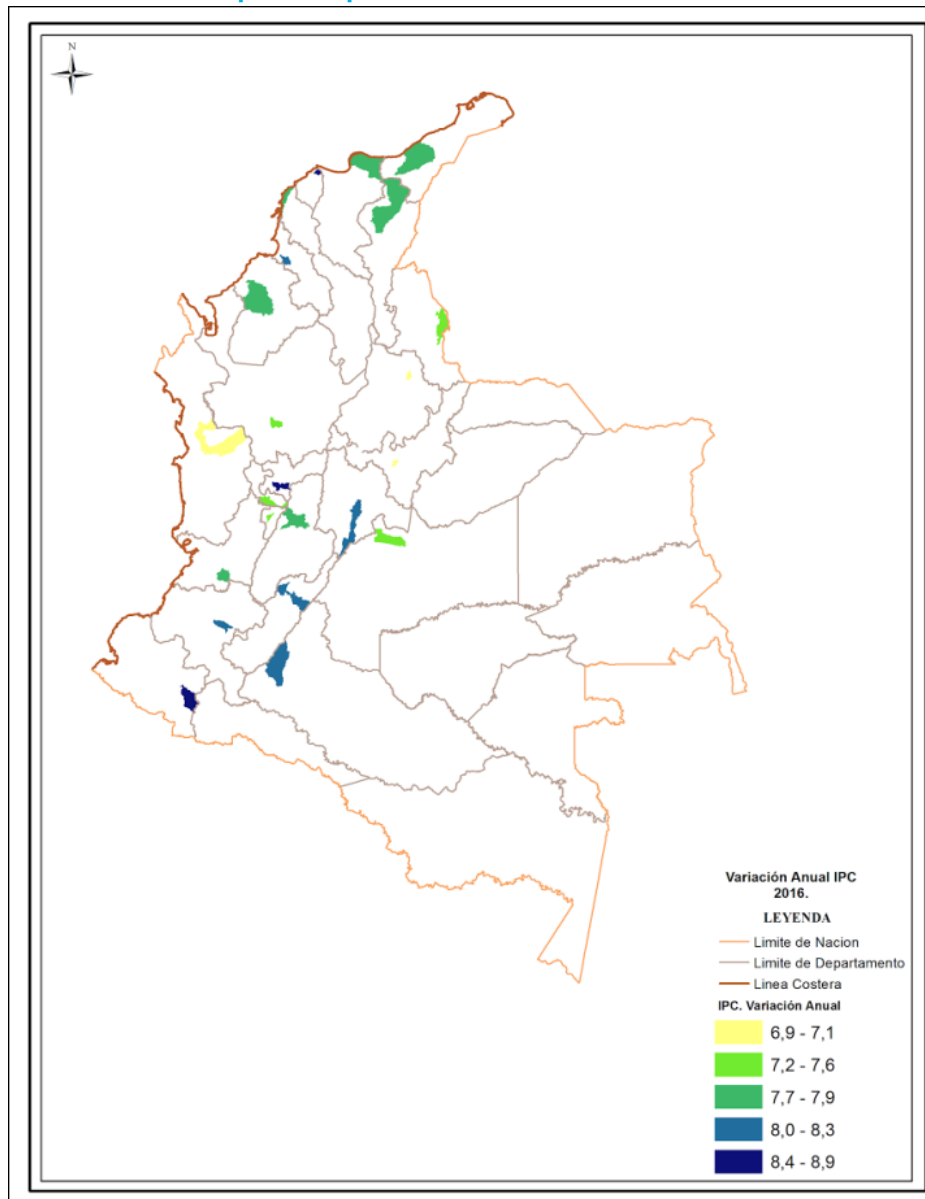 N
Variación Anual IPC
2016.
LEYENDA
Limite de Nacion
Limite de Departamento
Linea Costera
IPC. Variación Anual
6,9 - 7,1
7,2 - 7,6
7,7 - 7,9
8,0 - 8,3
8,4 - 8,9